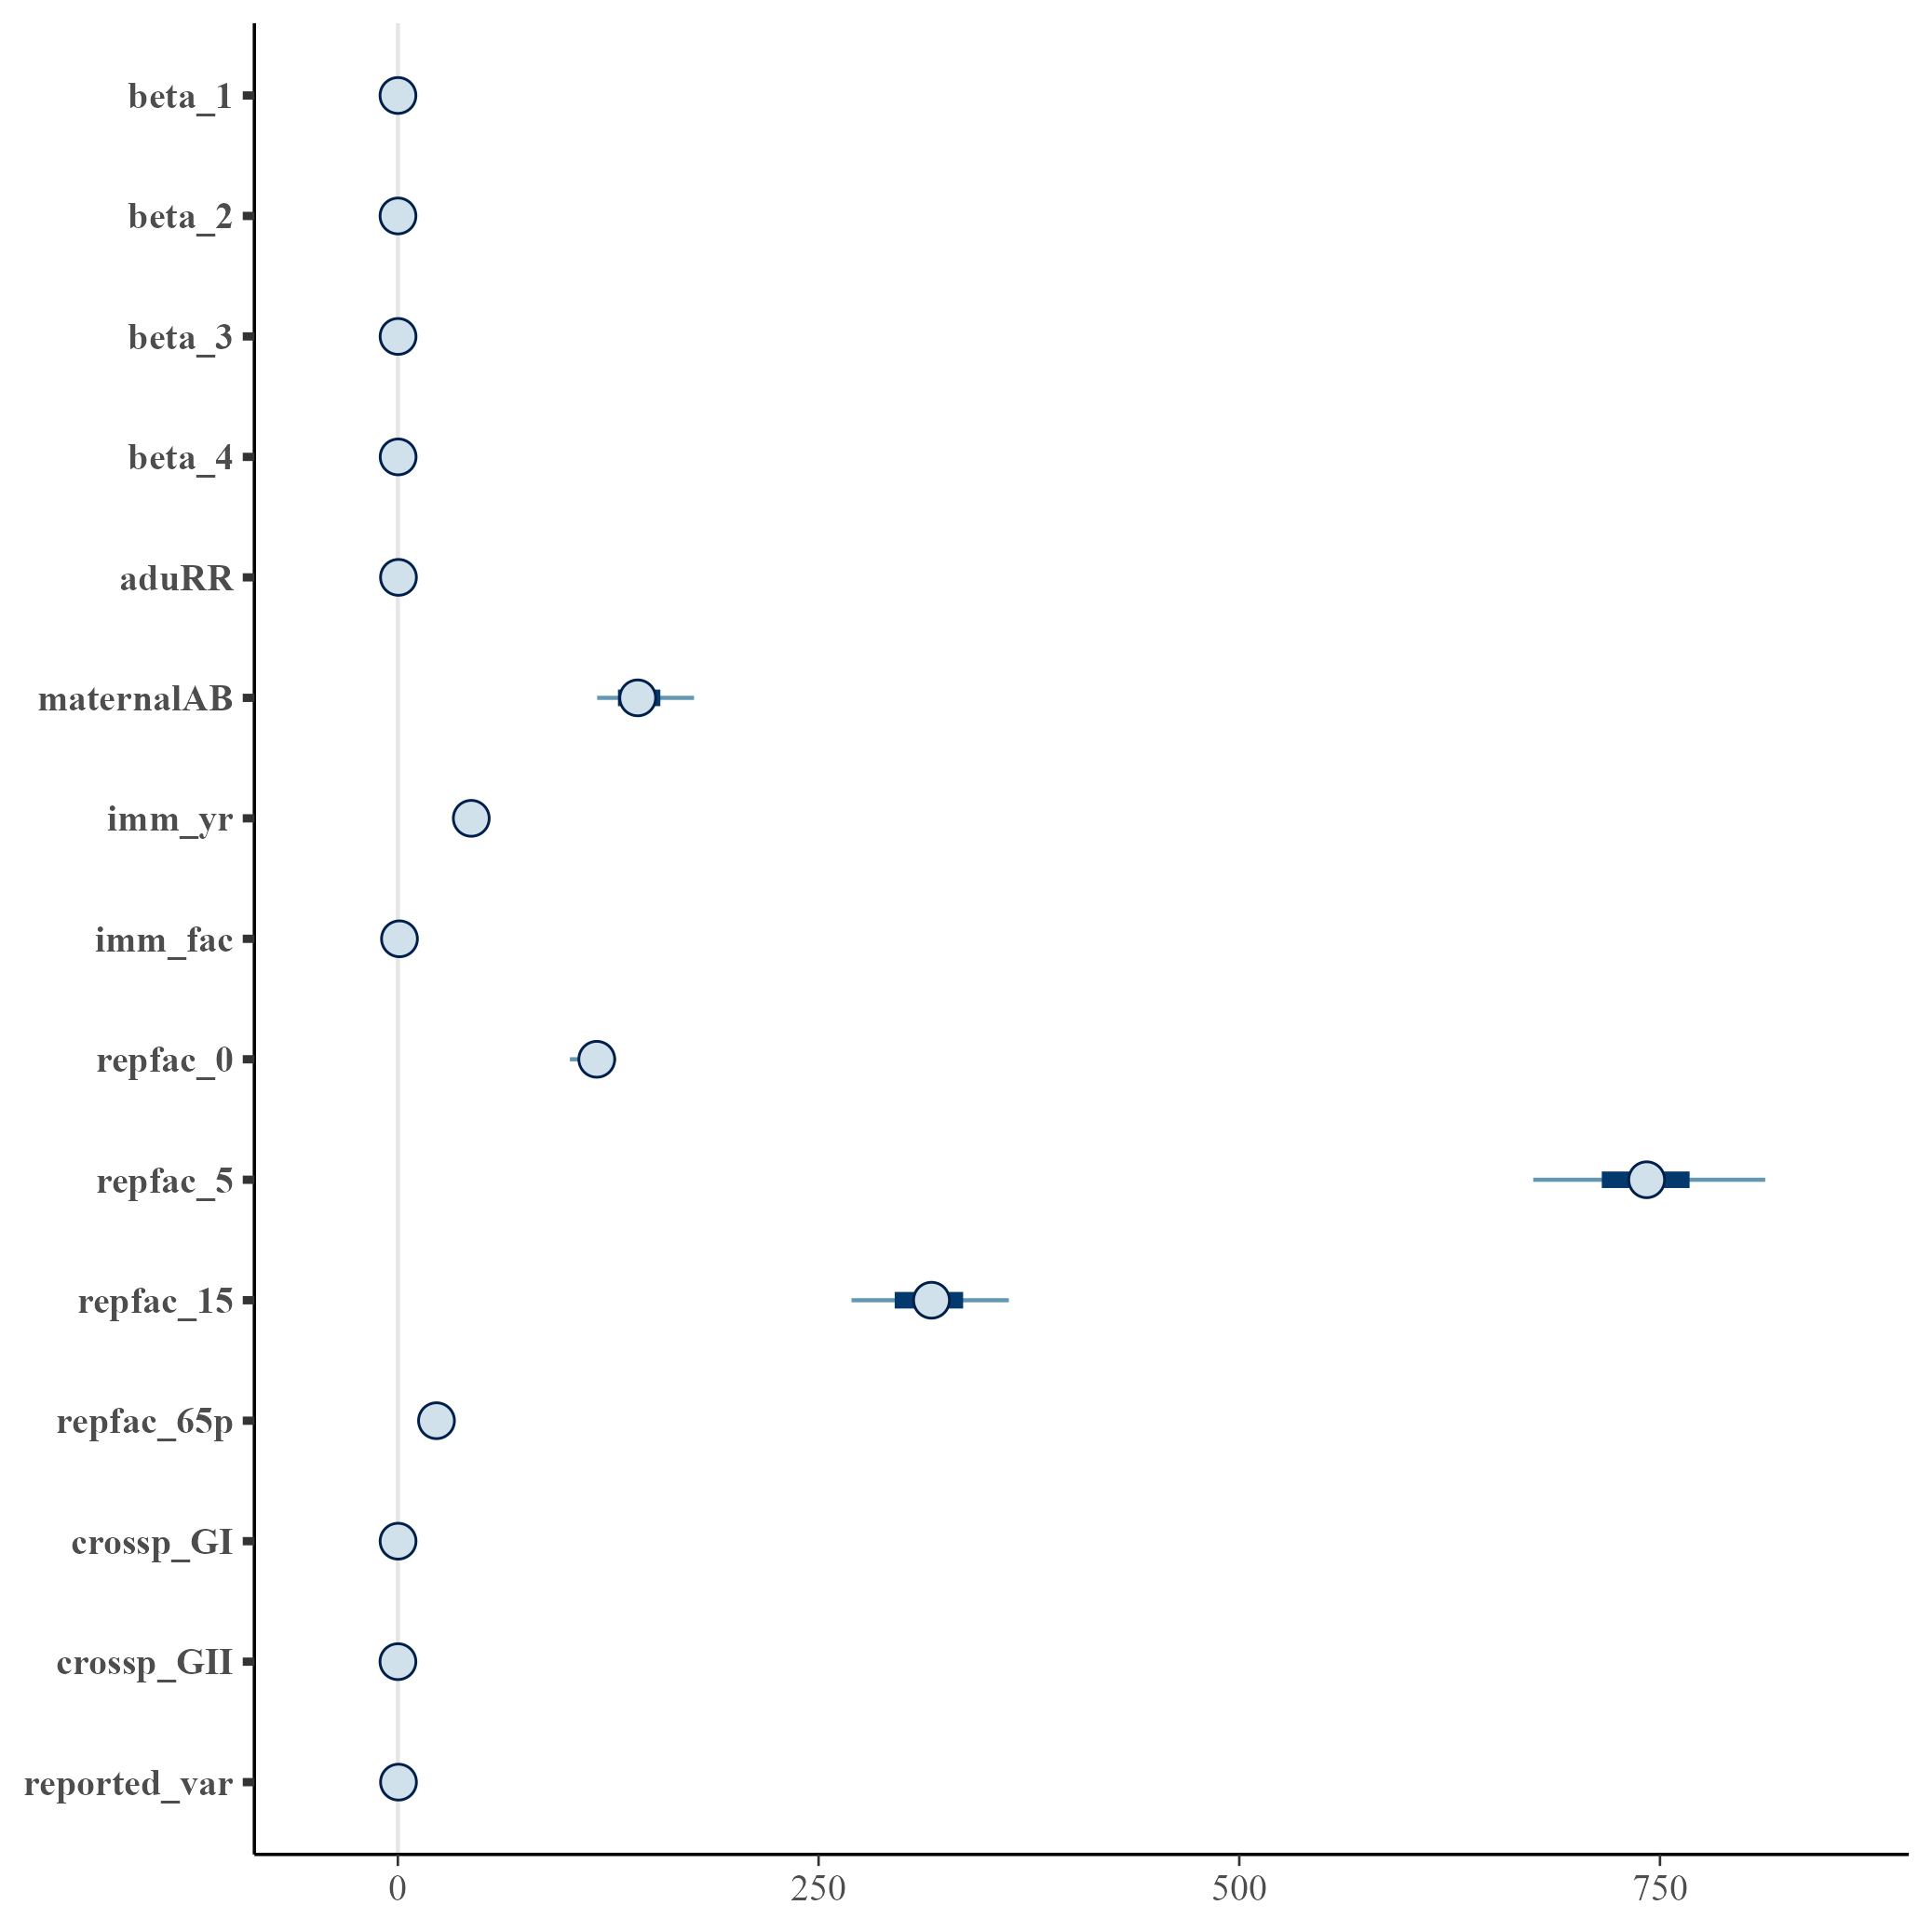 beta_1
beta_2
beta_3
beta_4
aduRR
maternalAB
imm_yr
imm_fac
repfac_0
repfac_5
repfac_15
repfac_65p
crossp_GI
crossp_GII
reported_var
0 250 500 750